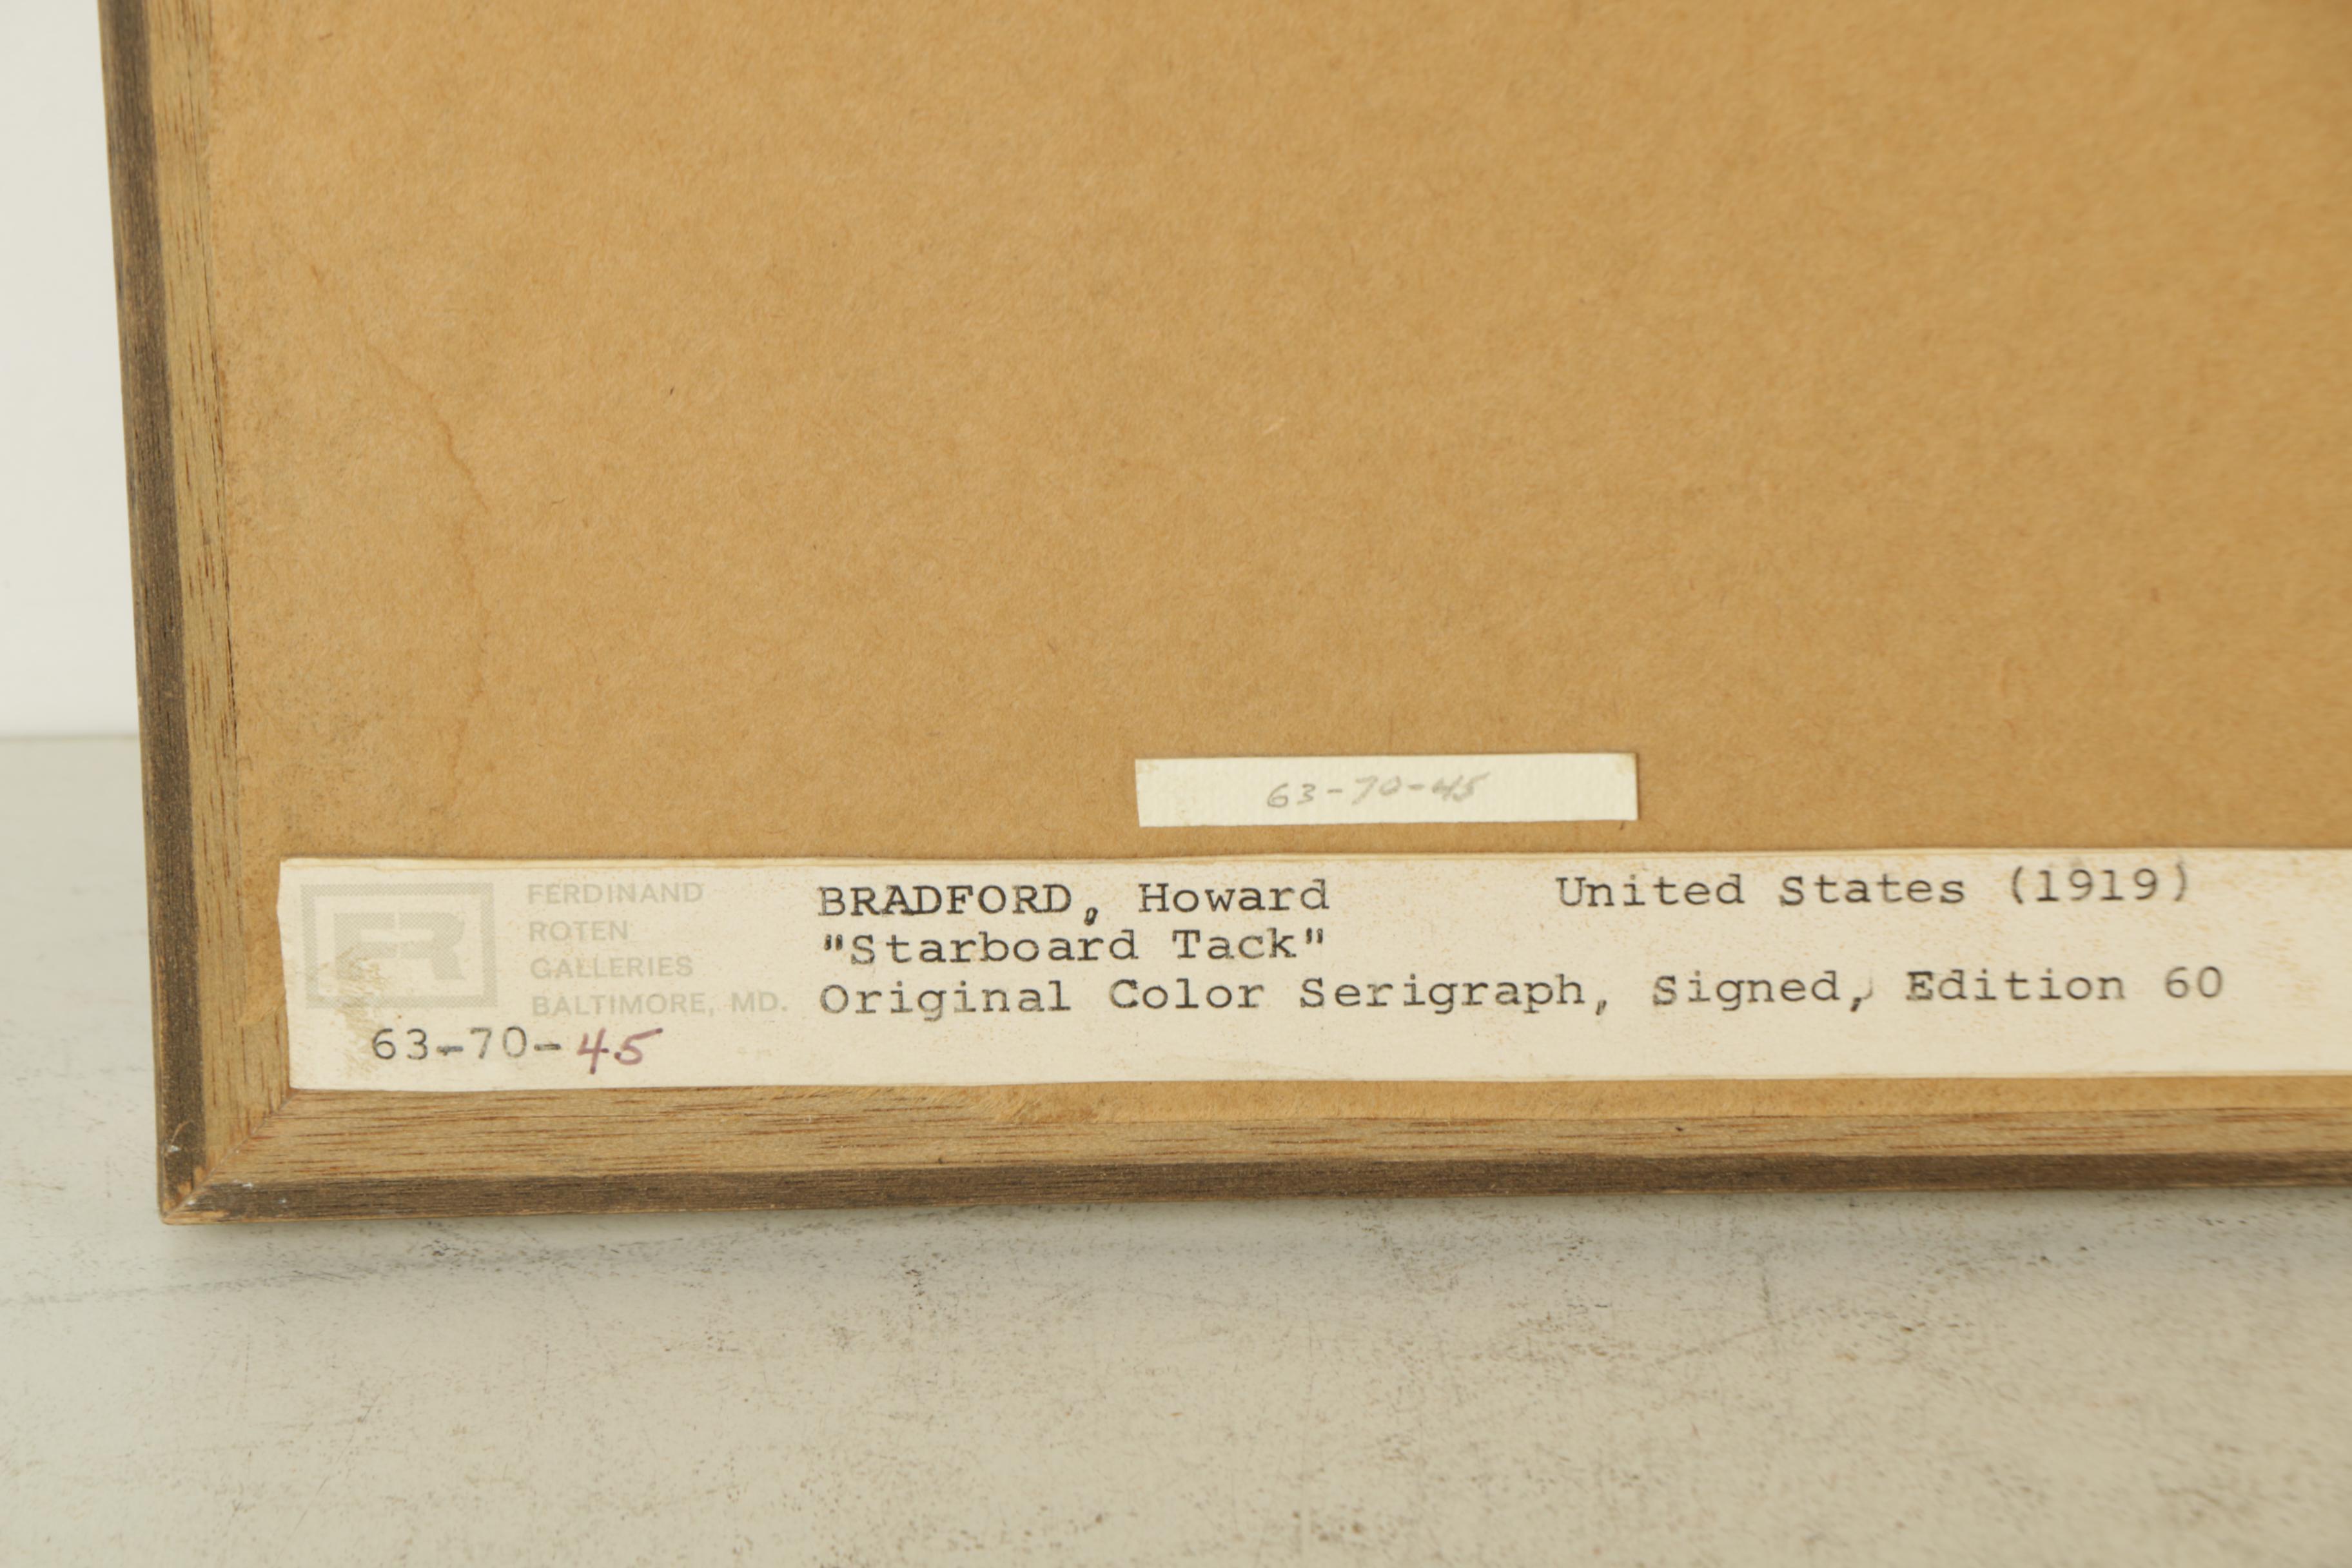 63-70-45
FR
FERDINAND
ROTEN
GALLERIES
BALTIMORE, MD.
BRADFORD, Howard United States (1919)
"Starboard Tack"
Original Color Serigraph, Signed, Edition 60
63-70-45